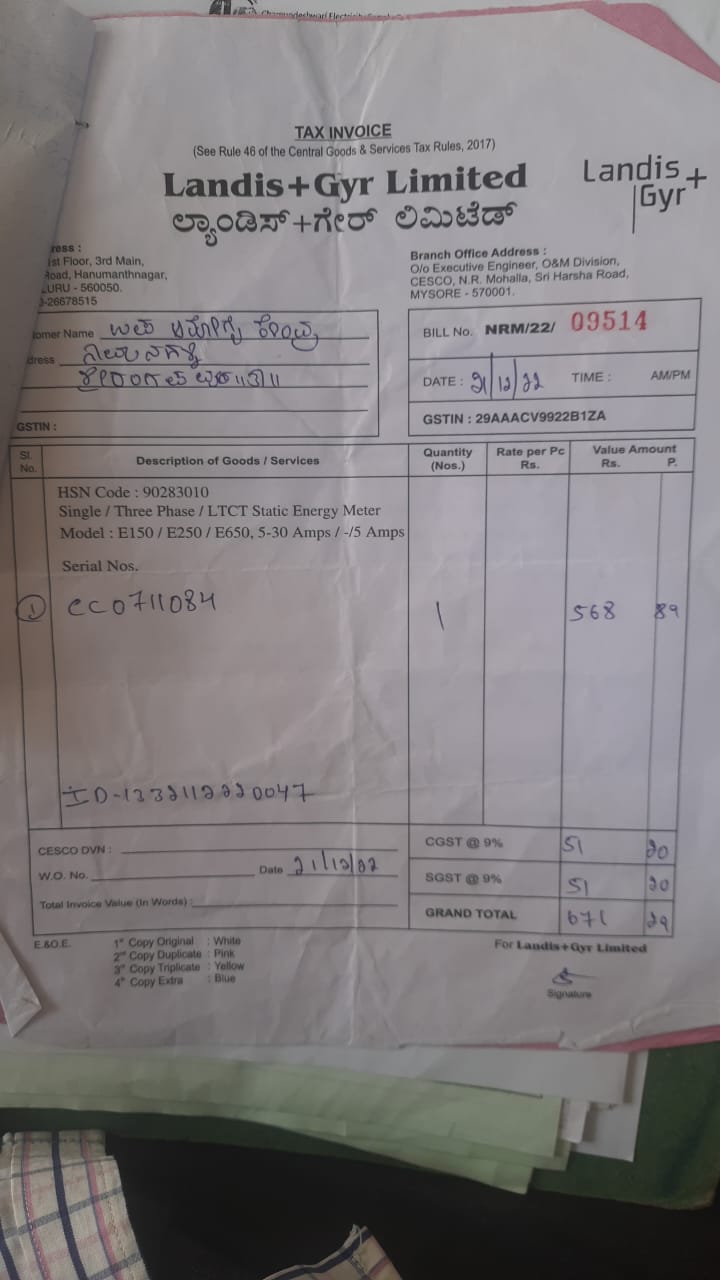 Chamundeshwari Electricity
TAX INVOICE
(See Rule 46 of the Central Goods & Services Tax Rules, 2017)
Landis+Gyr Limited
ಲ್ಯಾಂಡಿಸ್+ಗೇರ್ ಲಿಮಿಟೆಡ್
Landis+
Gyr
ress :
1st Floor, 3rd Main,
Road, Hanumanthnagar,
LURU - 560050.
0-26678515
Branch Office Address :
O/o Executive Engineer, O&M Division,
CESCO, N.R. Mohalla, Sri Harsha Road,
MYSORE - 570001.
tomer Name ಉಪ ಆರೋಗ್ಯ ಕೇಂದ್ರ
dress
GSTIN :
BILL No. NRM/22/ 09514
DATE : 21/12/22 TIME : AM/PM
GSTIN : 29AAACV9922B1ZA
Sl. No. Description of Goods / Services Quantity (Nos.) Rate per Pc Rs. Value Amount Rs. P.
HSN Code : 90283010
Single / Three Phase / LTCT Static Energy Meter
Model : E150 / E250 / E650, 5-30 Amps / -/5 Amps
Serial Nos.
1 CC0711084 1 568 89
ID-1332112220047
CESCO DVN :
W.O. No. Date 21/12/22
Total Invoice Value (In Words) :
CGST @ 9% 51 20
SGST @ 9% 51 20
GRAND TOTAL 671 29
E.&O.E.
1st Copy Original : White
2nd Copy Duplicate : Pink
3rd Copy Triplicate : Yellow
4th Copy Extra : Blue
For Landis+Gyr Limited
Signature